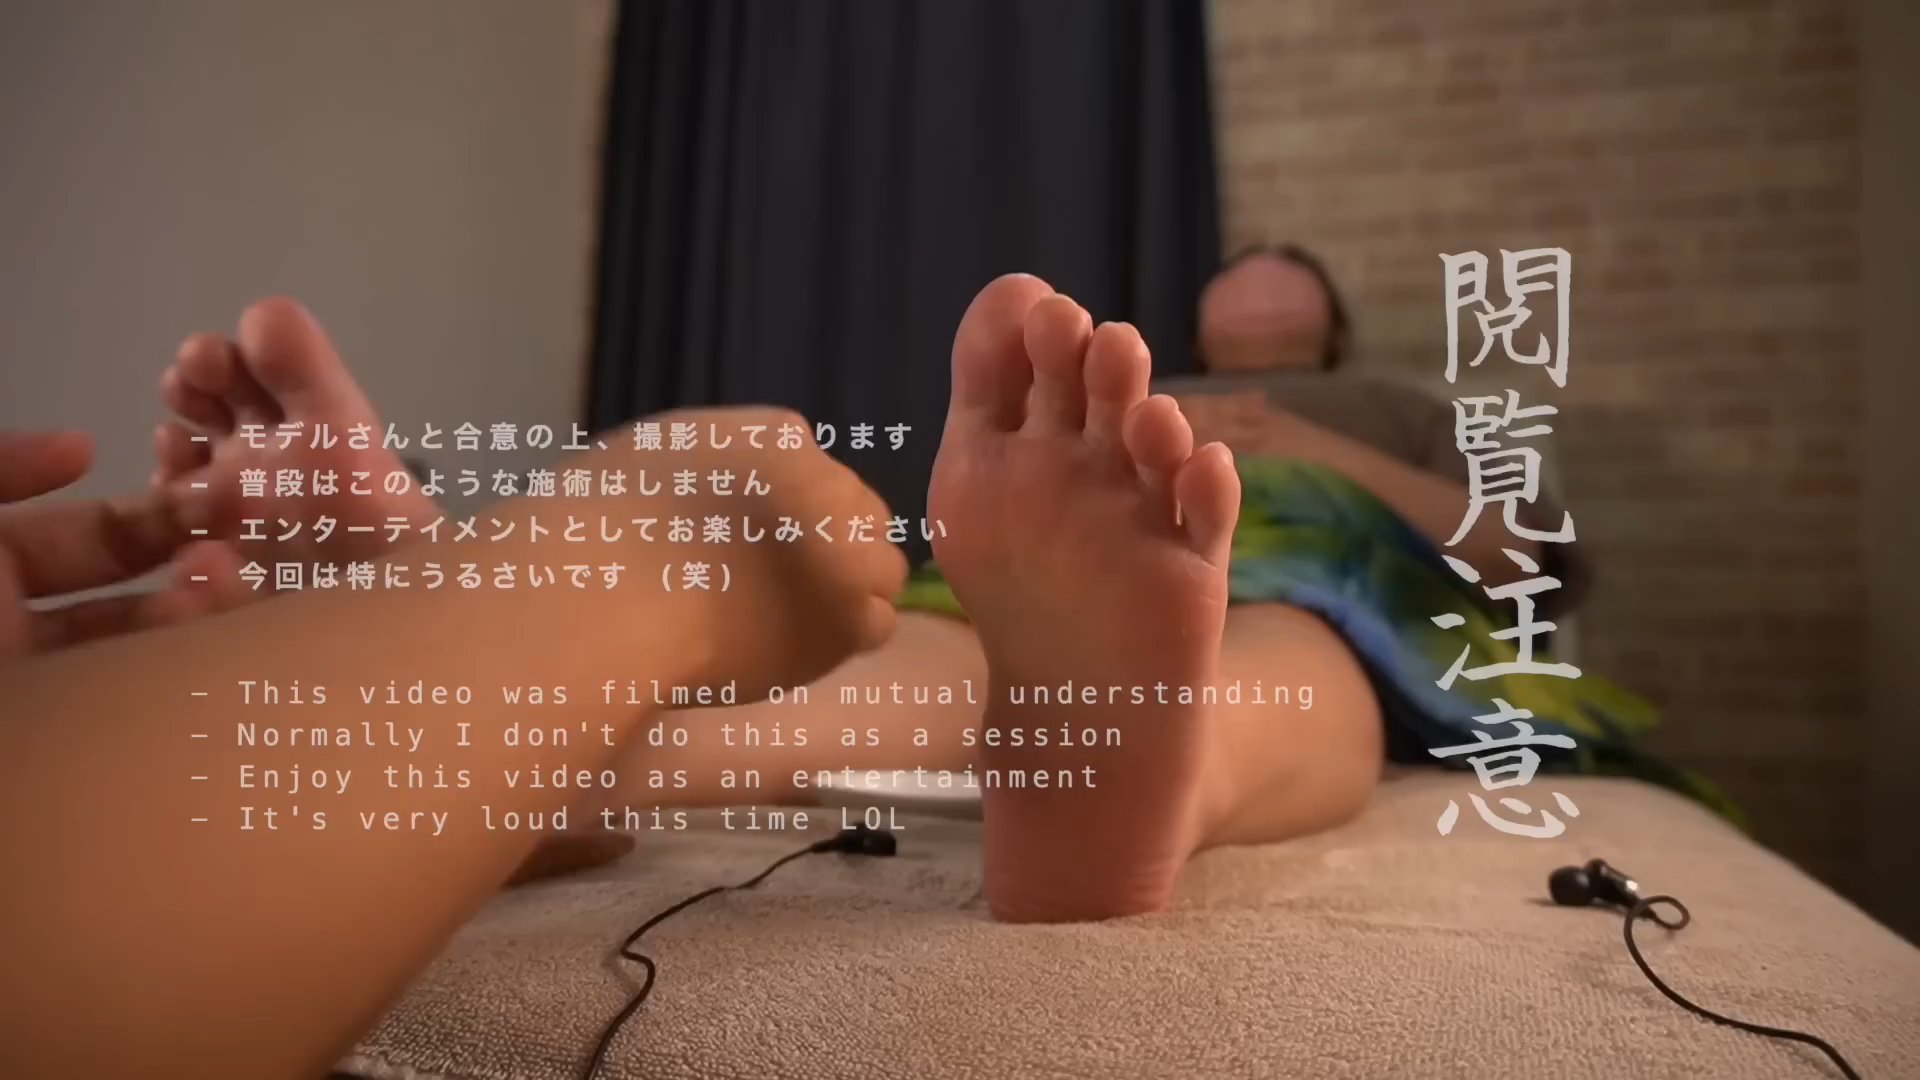 閲覧注意
– モデルさんと合意の上、撮影しております
– 普段はこのような施術はしません
– エンターテイメントとしてお楽しみください
– 今回は特にうるさいです (笑)
– This video was filmed on mutual understanding
– Normally I don't do this as a session
– Enjoy this video as an entertainment
– It's very loud this time LOL